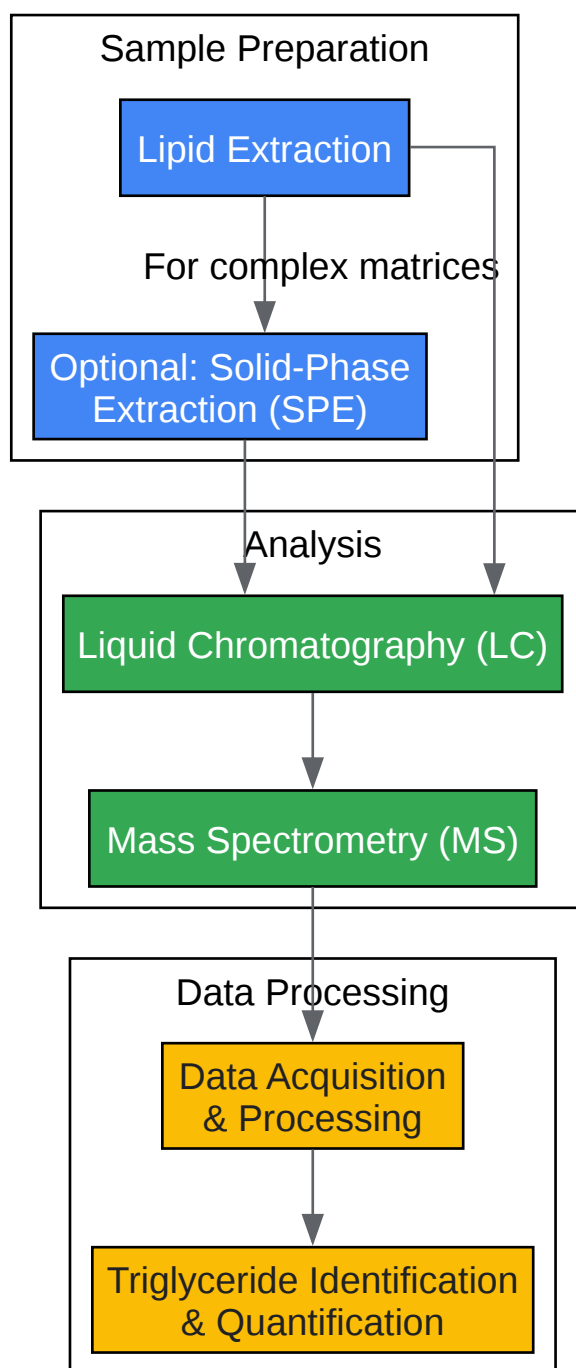 Sample Preparation
Lipid Extraction
For complex matrices
Optional: Solid-Phase
Extraction (SPE)
Analysis
Liquid Chromatography (LC)
Mass Spectrometry (MS)
Data Processing
Data Acquisition
& Processing
Triglyceride Identification
& Quantification